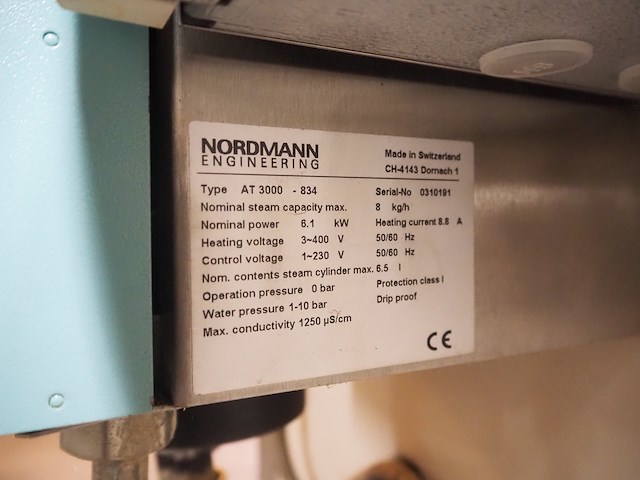 NORDMANN
ENGINEERING
Made in Switzerland
CH-4143 Dornach 1
Type AT 3000 - 834 Serial-No 0310191
Nominal steam capacity max. 8 kg/h
Nominal power 6.1 kW Heating current 8.8 A
Heating voltage 3~400 V 50/60 Hz
Control voltage 1~230 V 50/60 Hz
Nom. contents steam cylinder max. 6.5 l
Operation pressure 0 bar Protection class I
Water pressure 1-10 bar Drip proof
Max. conductivity 1250 µS/cm
CE